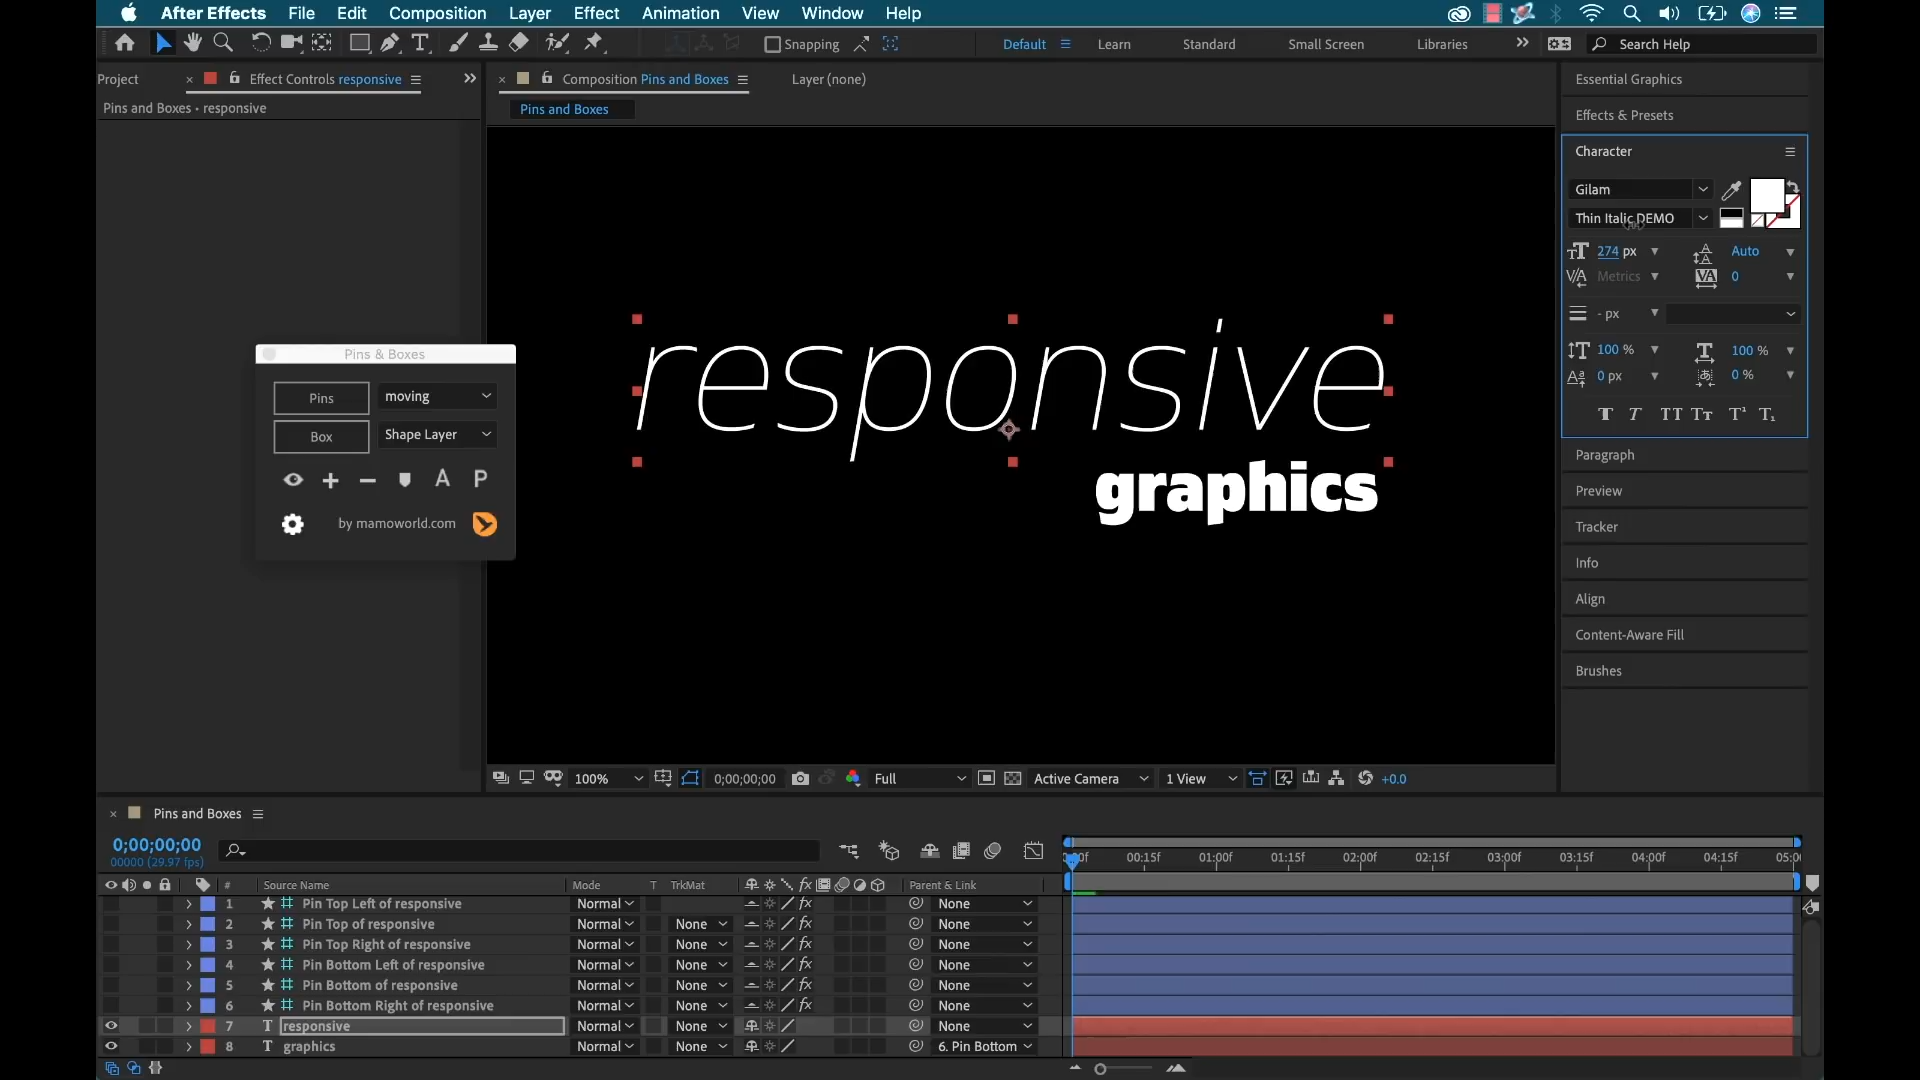 After Effects File Edit Composition Layer Effect Animation View Window Help
Snapping Default Learn Standard Small Screen Libraries Search Help
Project Effect Controls responsive Composition Pins and Boxes Layer (none)
Pins and Boxes • responsive
Pins and Boxes
Essential Graphics
Effects & Presets
Character
Gilam
Thin Italic DEMO
274 px Auto
Metrics 0
- px
100 % 100 %
0 px 0 %
Paragraph
Preview
Tracker
Info
Align
Content-Aware Fill
Brushes
responsive
graphics
Pins & Boxes
Pins moving
Box Shape Layer
A P
by mamoworld.com
100% 0;00;00;00 Full Active Camera 1 View +0.0
Pins and Boxes
0;00;00;00
00000 (29.97 fps)
00:15f 01:00f 01:15f 02:00f 02:15f 03:00f 03:15f 04:00f 04:15f
# Source Name Mode T TrkMat Parent & Link
1 Pin Top Left of responsive Normal None
2 Pin Top of responsive Normal None None
3 Pin Top Right of responsive Normal None None
4 Pin Bottom Left of responsive Normal None None
5 Pin Bottom of responsive Normal None None
6 Pin Bottom Right of responsive Normal None None
7 T responsive Normal None None
8 T graphics Normal None 6. Pin Bottom